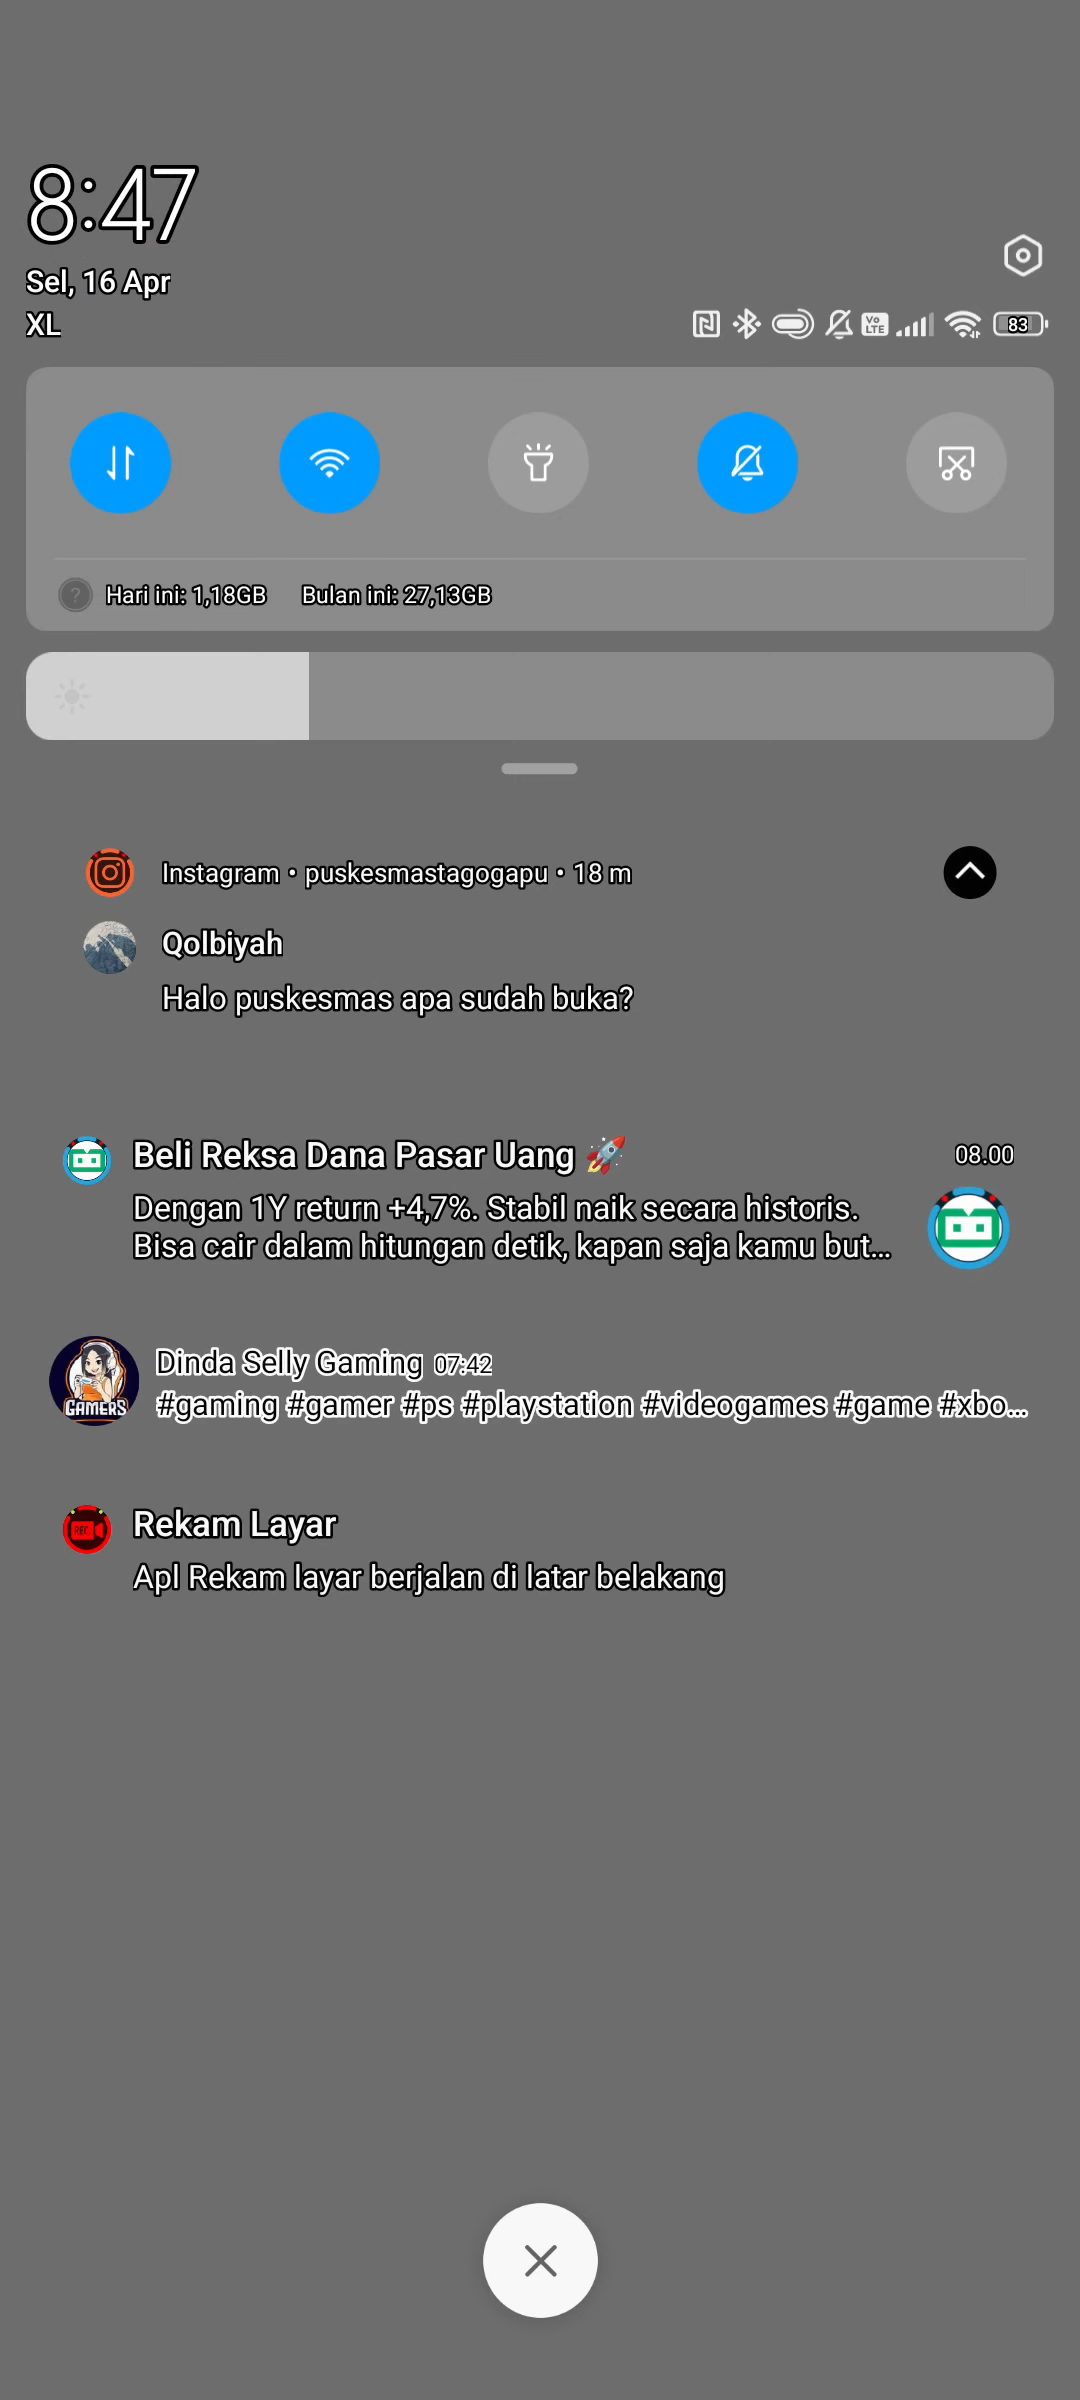 8:47
Sel, 16 Apr
XL
Vo LTE
83
Hari ini: 1,18GB Bulan ini: 27,13GB
Instagram • puskesmastagogapu • 18 m
Qolbiyah
Halo puskesmas apa sudah buka?
Beli Reksa Dana Pasar Uang 🚀 08.00
Dengan 1Y return +4,7%. Stabil naik secara historis.
Bisa cair dalam hitungan detik, kapan saja kamu but...
Dinda Selly Gaming 07:42
GAMERS
#gaming #gamer #ps #playstation #videogames #game #xbo...
Rekam Layar
REC
Apl Rekam layar berjalan di latar belakang